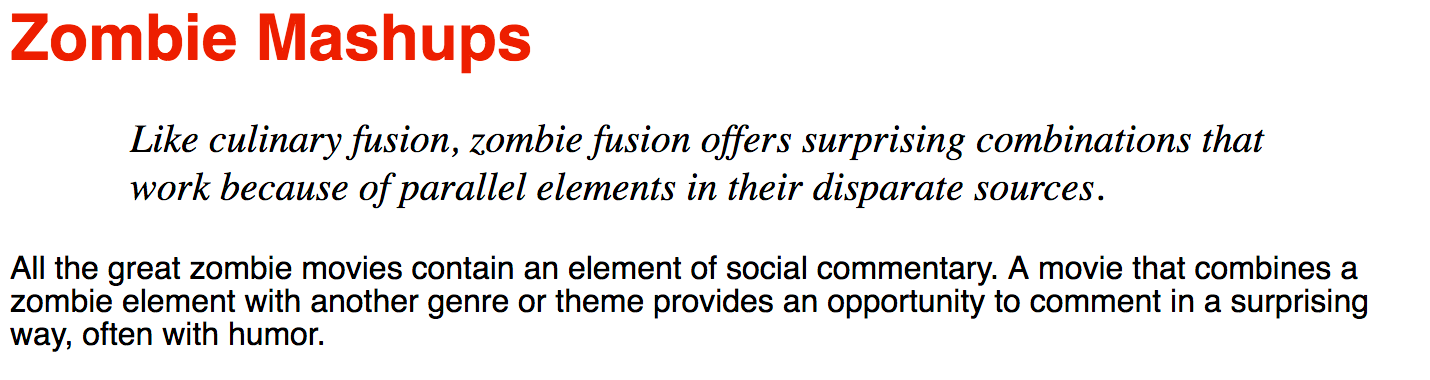 Zombie Mashups
Like culinary fusion, zombie fusion offers surprising combinations that
work because of parallel elements in their disparate sources.
All the great zombie movies contain an element of social commentary. A movie that combines a
zombie element with another genre or theme provides an opportunity to comment in a surprising
way, often with humor.